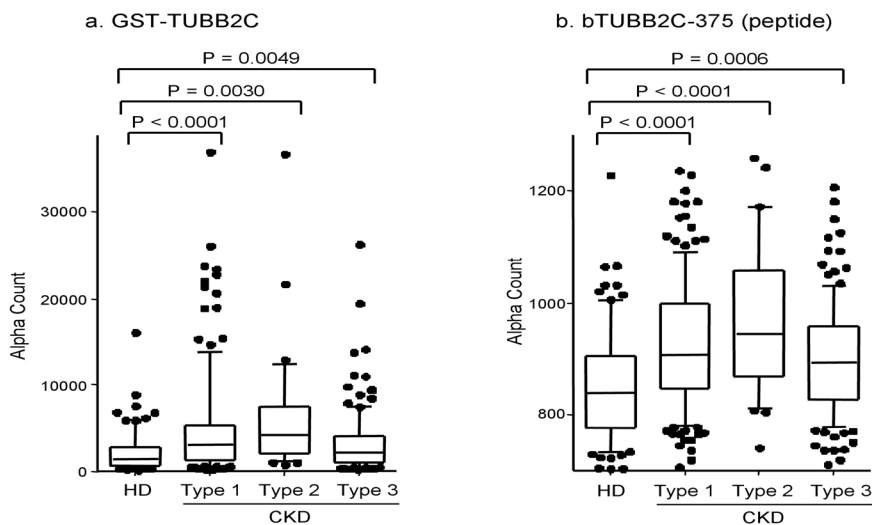 a. GST-TUBB2C
P = 0.0049
P = 0.0030
P < 0.0001
Alpha Count
30000
20000
10000
0
HD
Type 1
Type 2
Type 3
CKD
b. bTUBB2C-375 (peptide)
P = 0.0006
P < 0.0001
P < 0.0001
Alpha Count
1200
1000
800
HD
Type 1
Type 2
Type 3
CKD